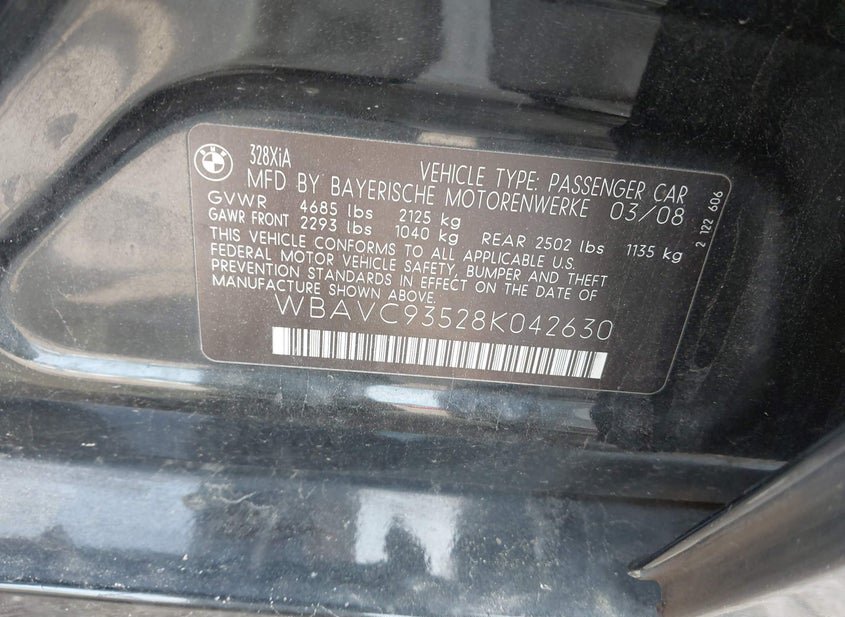 BMW
328XiA
VEHICLE TYPE: PASSENGER CAR
MFD BY BAYERISCHE MOTORENWERKE 03/08
GVWR 4685 lbs 2125 kg
GAWR FRONT 2293 lbs 1040 kg REAR 2502 lbs 1135 kg
THIS VEHICLE CONFORMS TO ALL APPLICABLE U.S.
FEDERAL MOTOR VEHICLE SAFETY, BUMPER AND THEFT
PREVENTION STANDARDS IN EFFECT ON THE DATE OF
MANUFACTURE SHOWN ABOVE.
WBAVC93528K042630
2 122 606